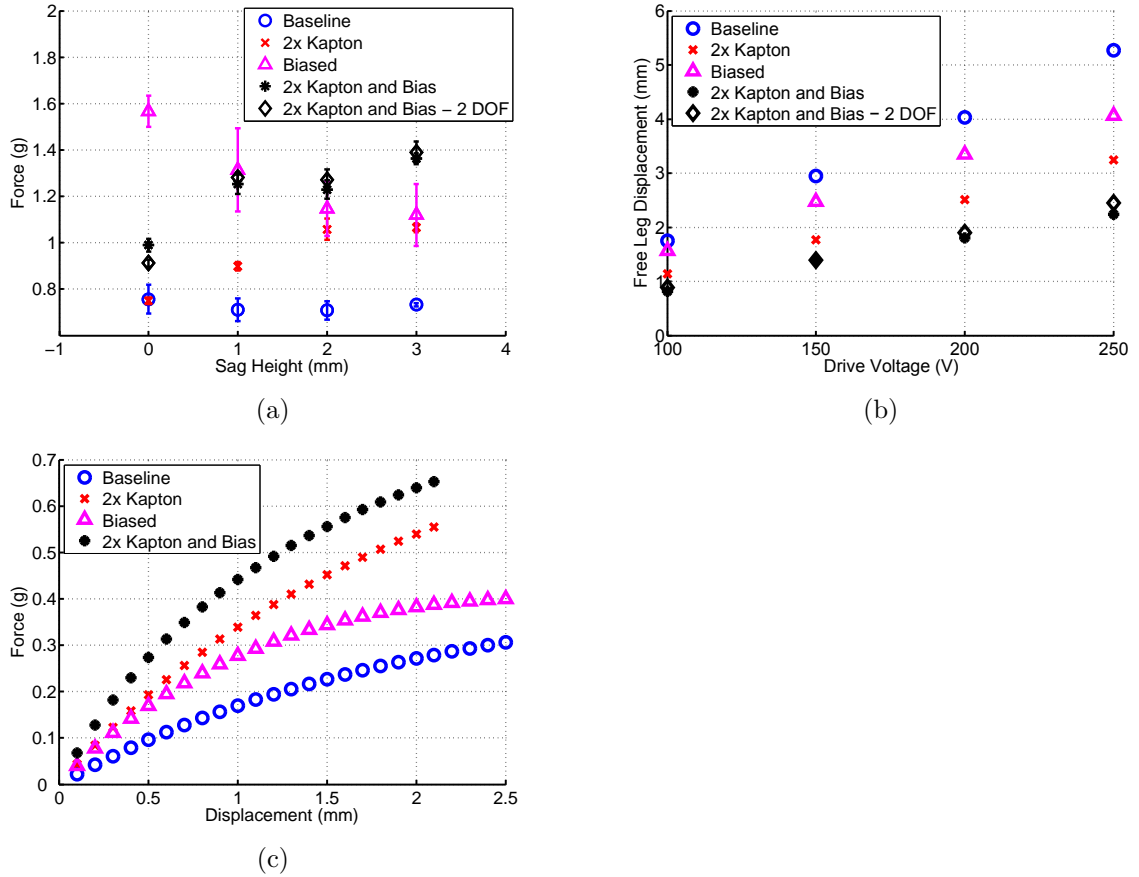 2
1.8
1.6
1.4
1.2
1
0.8
Force (g)
−1 0 1 2 3 4
Sag Height (mm)
Baseline
2x Kapton
Biased
2x Kapton and Bias
2x Kapton and Bias − 2 DOF
(a)
6
5
4
3
2
1
0
Free Leg Displacement (mm)
100 150 200 250
Drive Voltage (V)
Baseline
2x Kapton
Biased
2x Kapton and Bias
2x Kapton and Bias − 2 DOF
(b)
0.7
0.6
0.5
0.4
0.3
0.2
0.1
0
Force (g)
0 0.5 1 1.5 2 2.5
Displacement (mm)
Baseline
2x Kapton
Biased
2x Kapton and Bias
(c)